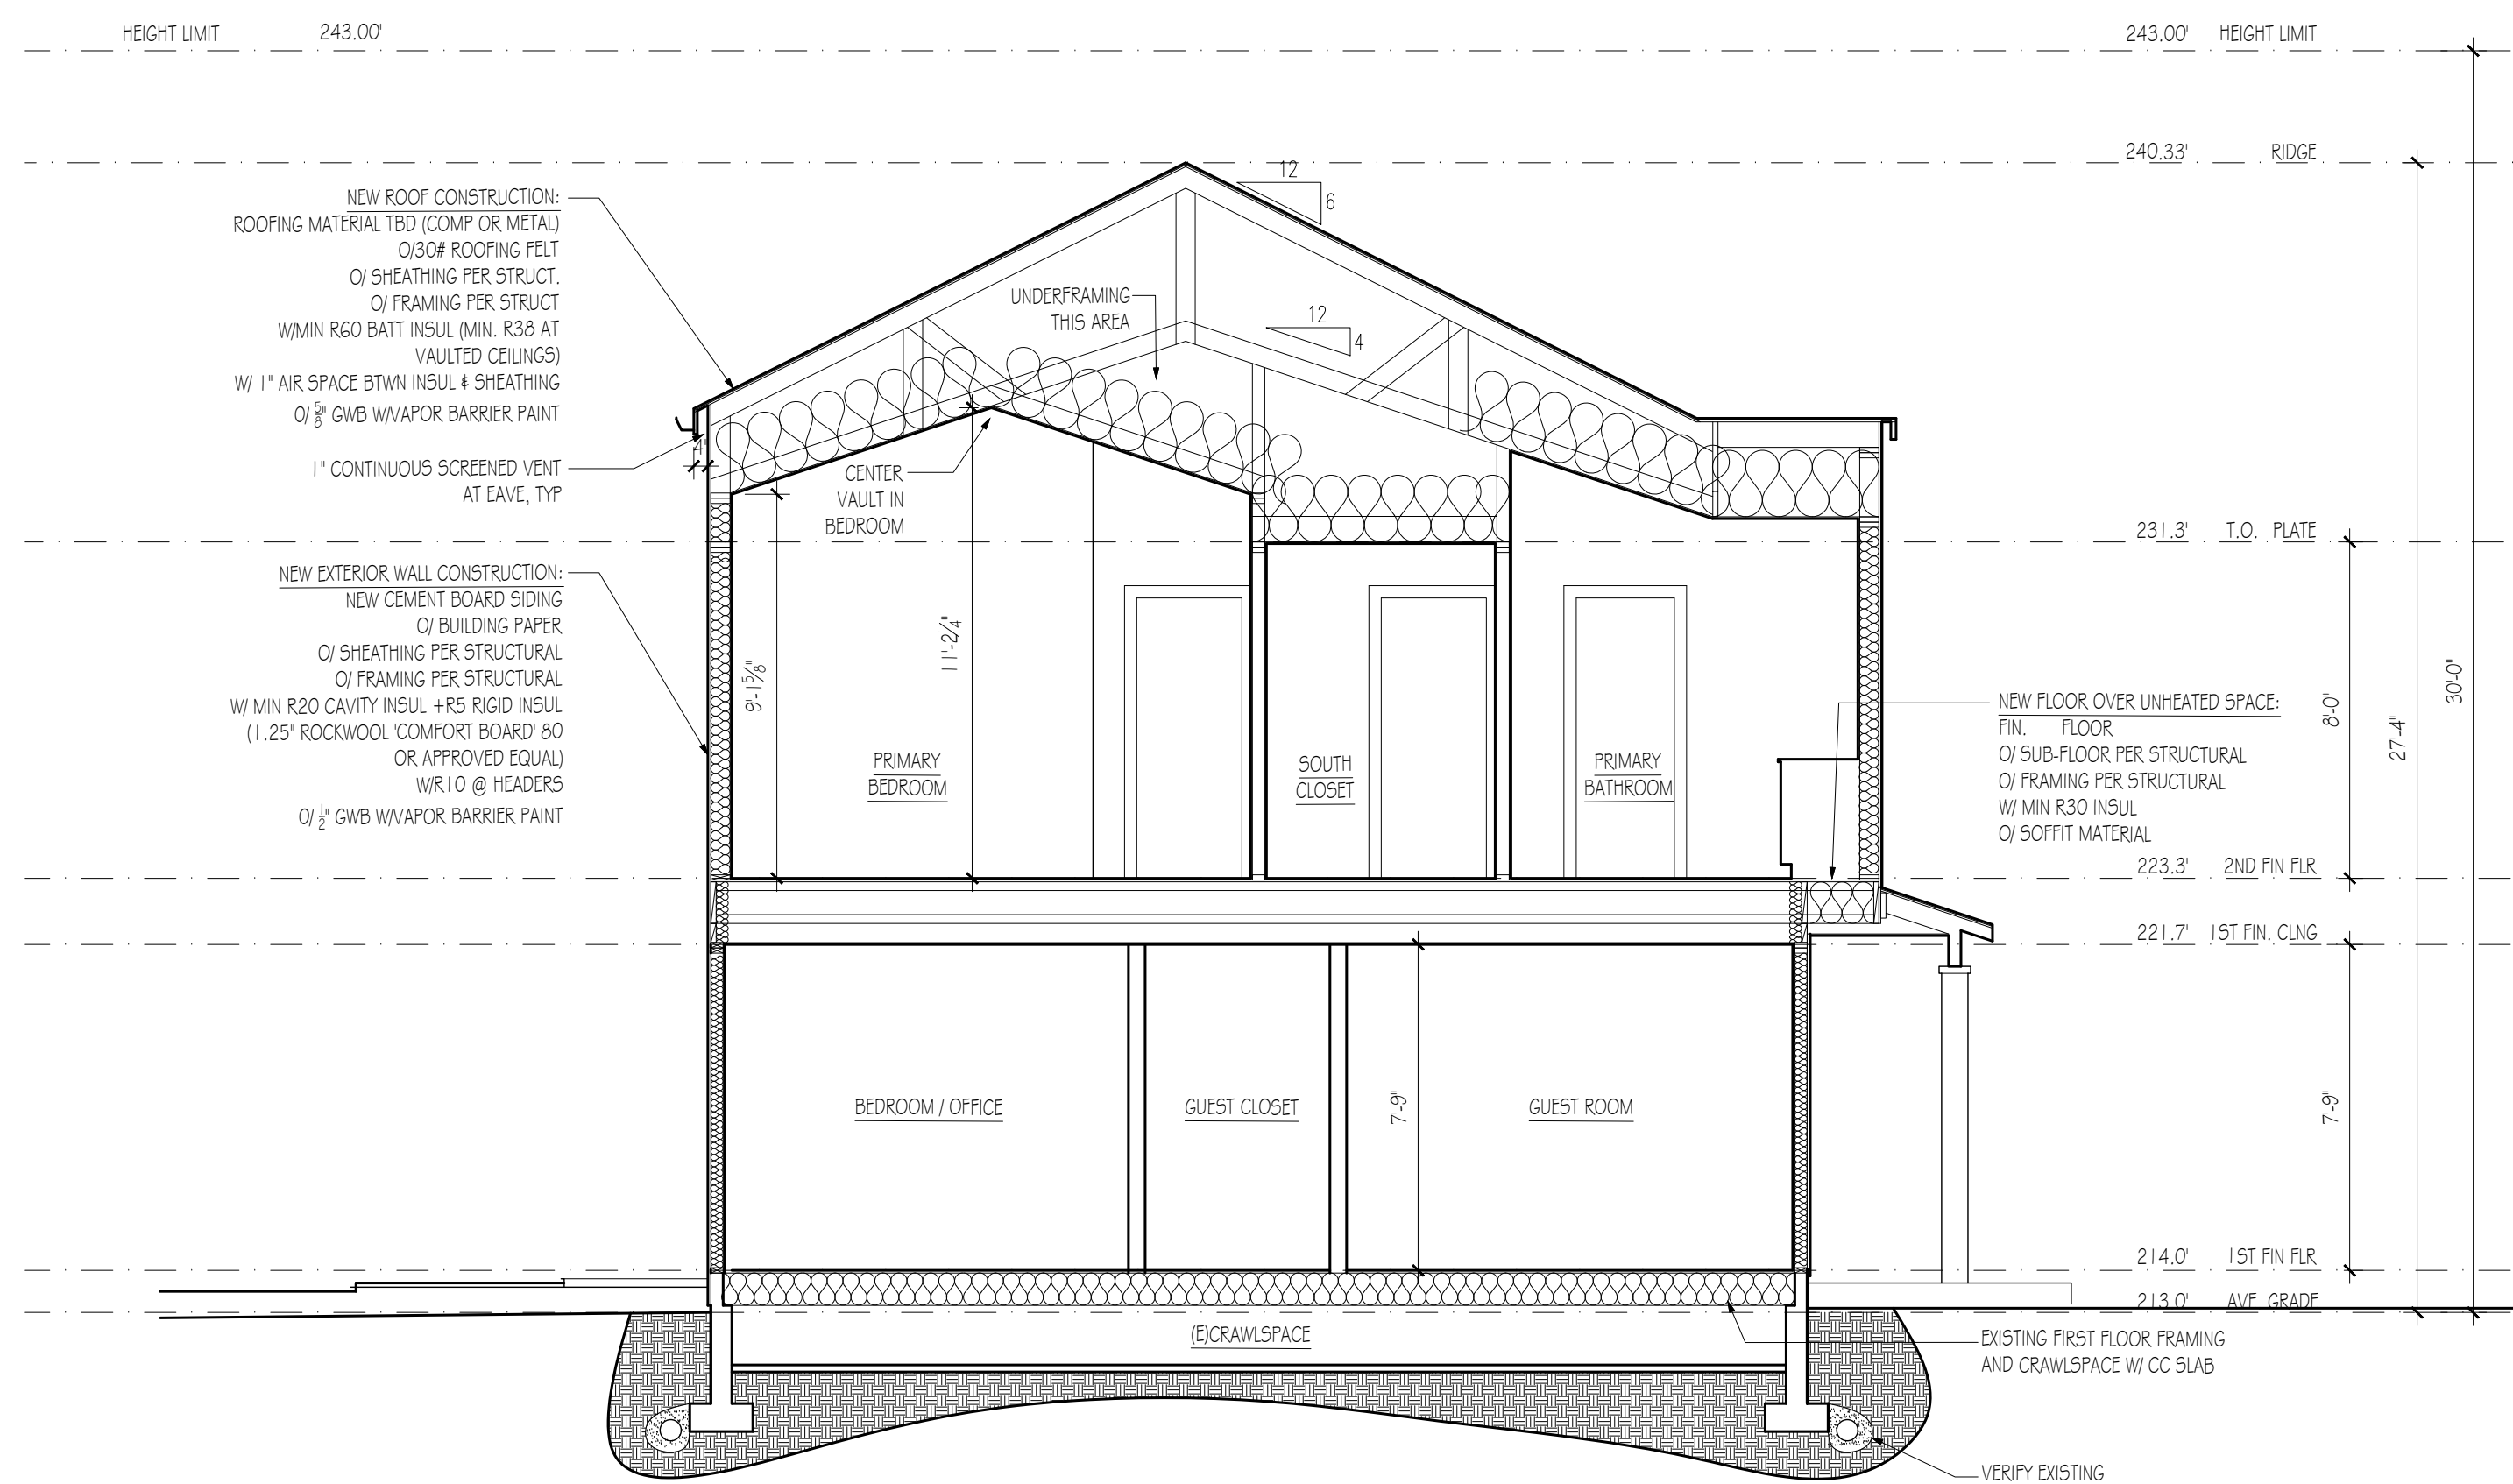 HEIGHT LIMIT 243.00'
243.00' HEIGHT LIMIT
240.33' RIDGE
12
6
NEW ROOF CONSTRUCTION:
ROOFING MATERIAL TBD (COMP OR METAL)
O/30# ROOFING FELT
O/ SHEATHING PER STRUCT.
O/ FRAMING PER STRUCT
W/MIN R60 BATT INSUL (MIN. R38 AT
VAULTED CEILINGS)
W/ 1" AIR SPACE BTWN INSUL & SHEATHING
O/ 5/8" GWB W/VAPOR BARRIER PAINT
1" CONTINUOUS SCREENED VENT
AT EAVE, TYP
4"
UNDERFRAMING
THIS AREA
12
4
CENTER
VAULT IN
BEDROOM
231.3' T.O. PLATE
NEW EXTERIOR WALL CONSTRUCTION:
NEW CEMENT BOARD SIDING
O/ BUILDING PAPER
O/ SHEATHING PER STRUCTURAL
O/ FRAMING PER STRUCTURAL
W/ MIN R20 CAVITY INSUL +R5 RIGID INSUL
(1.25" ROCKWOOL 'COMFORT BOARD' 80
OR APPROVED EQUAL)
W/R10 @ HEADERS
O/ 1/2" GWB W/VAPOR BARRIER PAINT
9'-1 5/8"
11'-2 1/4"
PRIMARY
BEDROOM
SOUTH
CLOSET
PRIMARY
BATHROOM
NEW FLOOR OVER UNHEATED SPACE:
FIN. FLOOR
O/ SUB-FLOOR PER STRUCTURAL
O/ FRAMING PER STRUCTURAL
W/ MIN R30 INSUL
O/ SOFFIT MATERIAL
8'-0"
27'-4"
30'-0"
223.3' 2ND FIN FLR
221.7' 1ST FIN. CLNG
BEDROOM / OFFICE
GUEST CLOSET
7'-9"
GUEST ROOM
7'-9"
214.0' 1ST FIN FLR
213.0' AVE GRADE
(E)CRAWLSPACE
EXISTING FIRST FLOOR FRAMING
AND CRAWLSPACE W/ CC SLAB
VERIFY EXISTING